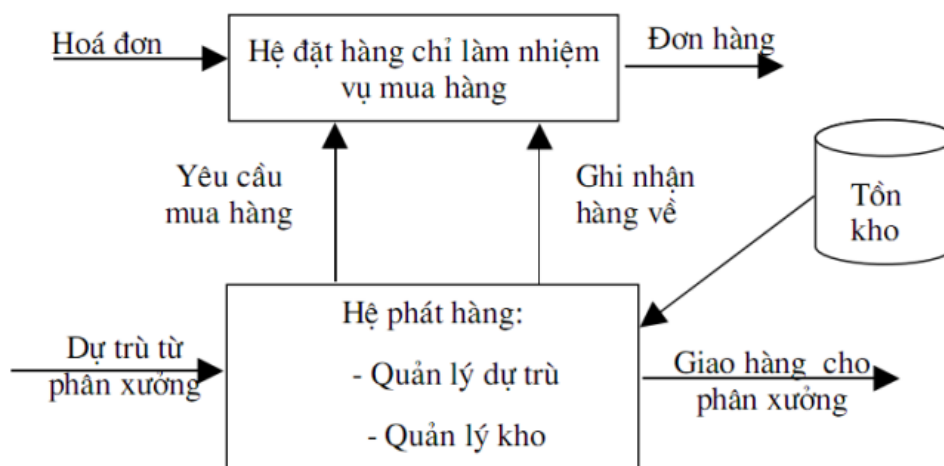 Hoá đơn
Hệ đặt hàng chỉ làm nhiệm
vụ mua hàng
Đơn hàng
Yêu cầu
mua hàng
Ghi nhận
hàng về
Tồn
kho
Dự trù từ
phân xưởng
Hệ phát hàng:
- Quản lý dự trù
- Quản lý kho
Giao hàng cho
phân xưởng